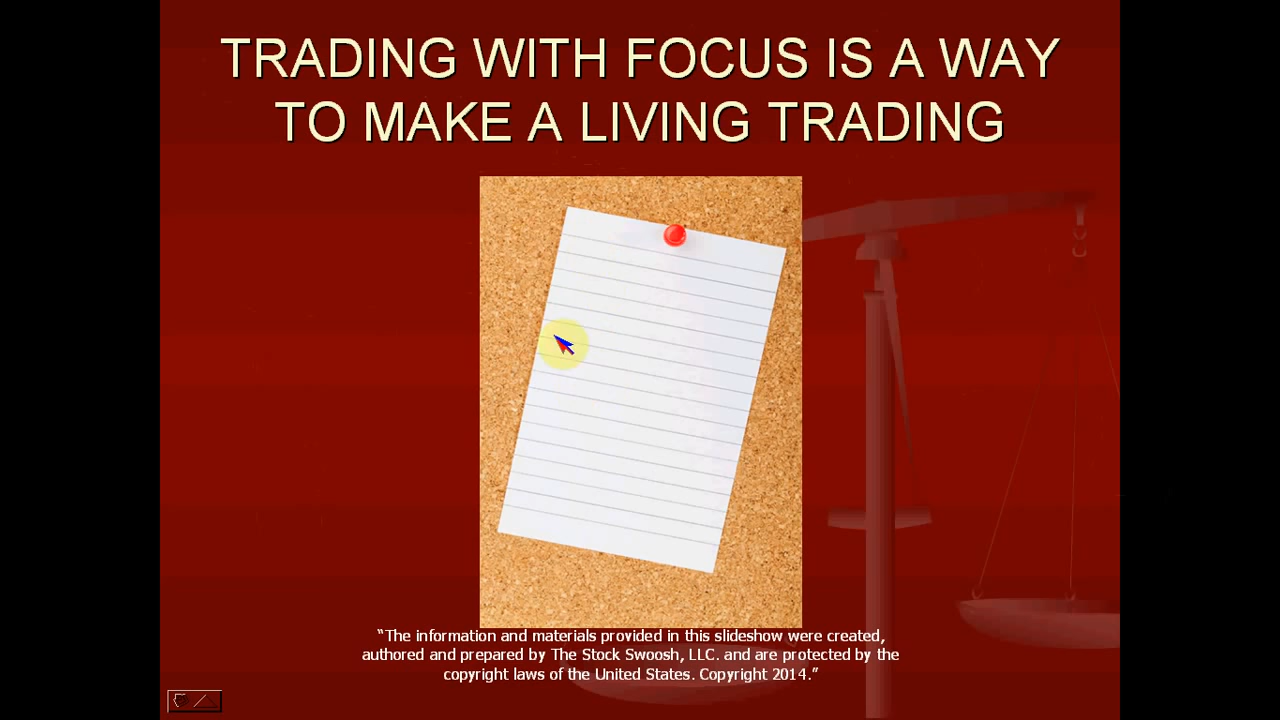 TRADING WITH FOCUS IS A WAY
TO MAKE A LIVING TRADING
“The information and materials provided in this slideshow were created,
authored and prepared by The Stock Swoosh, LLC. and are protected by the
copyright laws of the United States. Copyright 2014.”